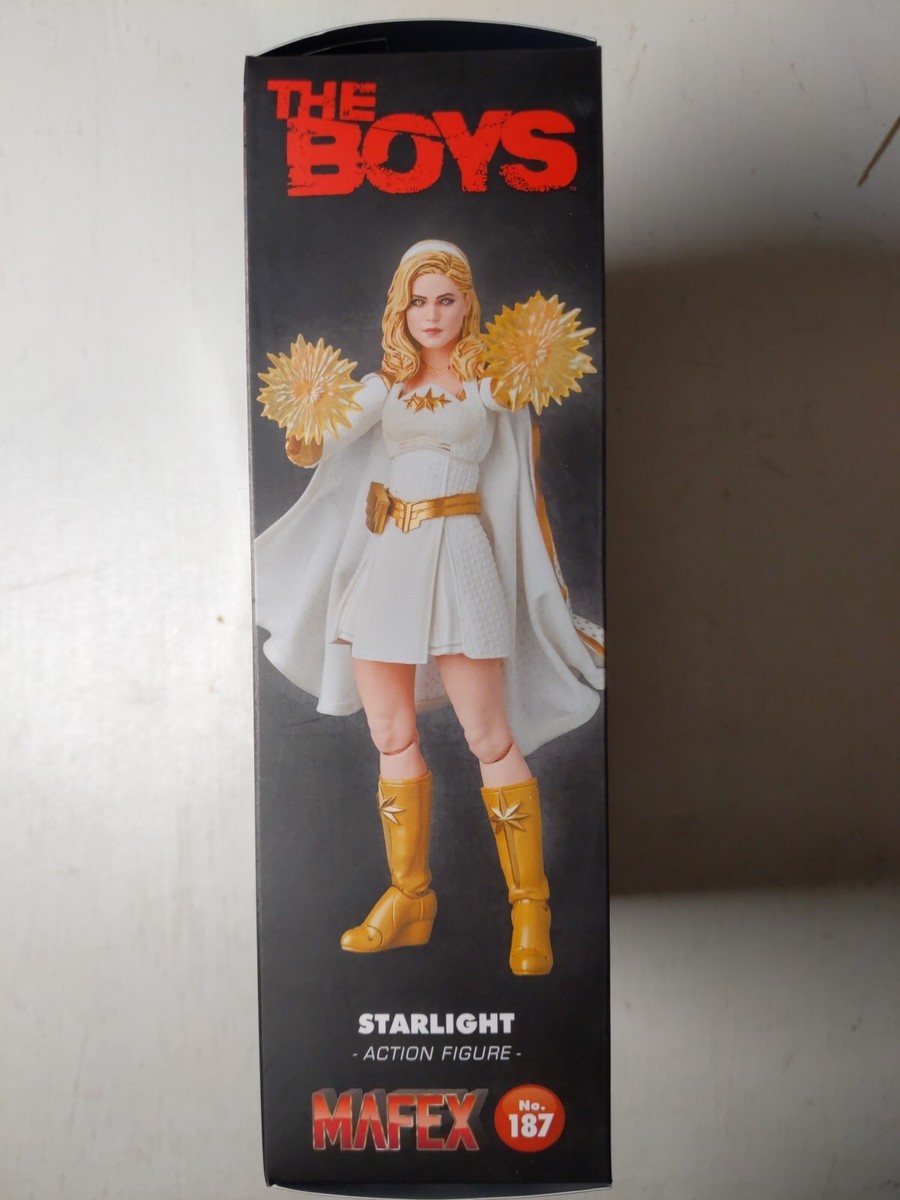 THE
BOYS
STARLIGHT
- ACTION FIGURE -
MAFEX No. 187